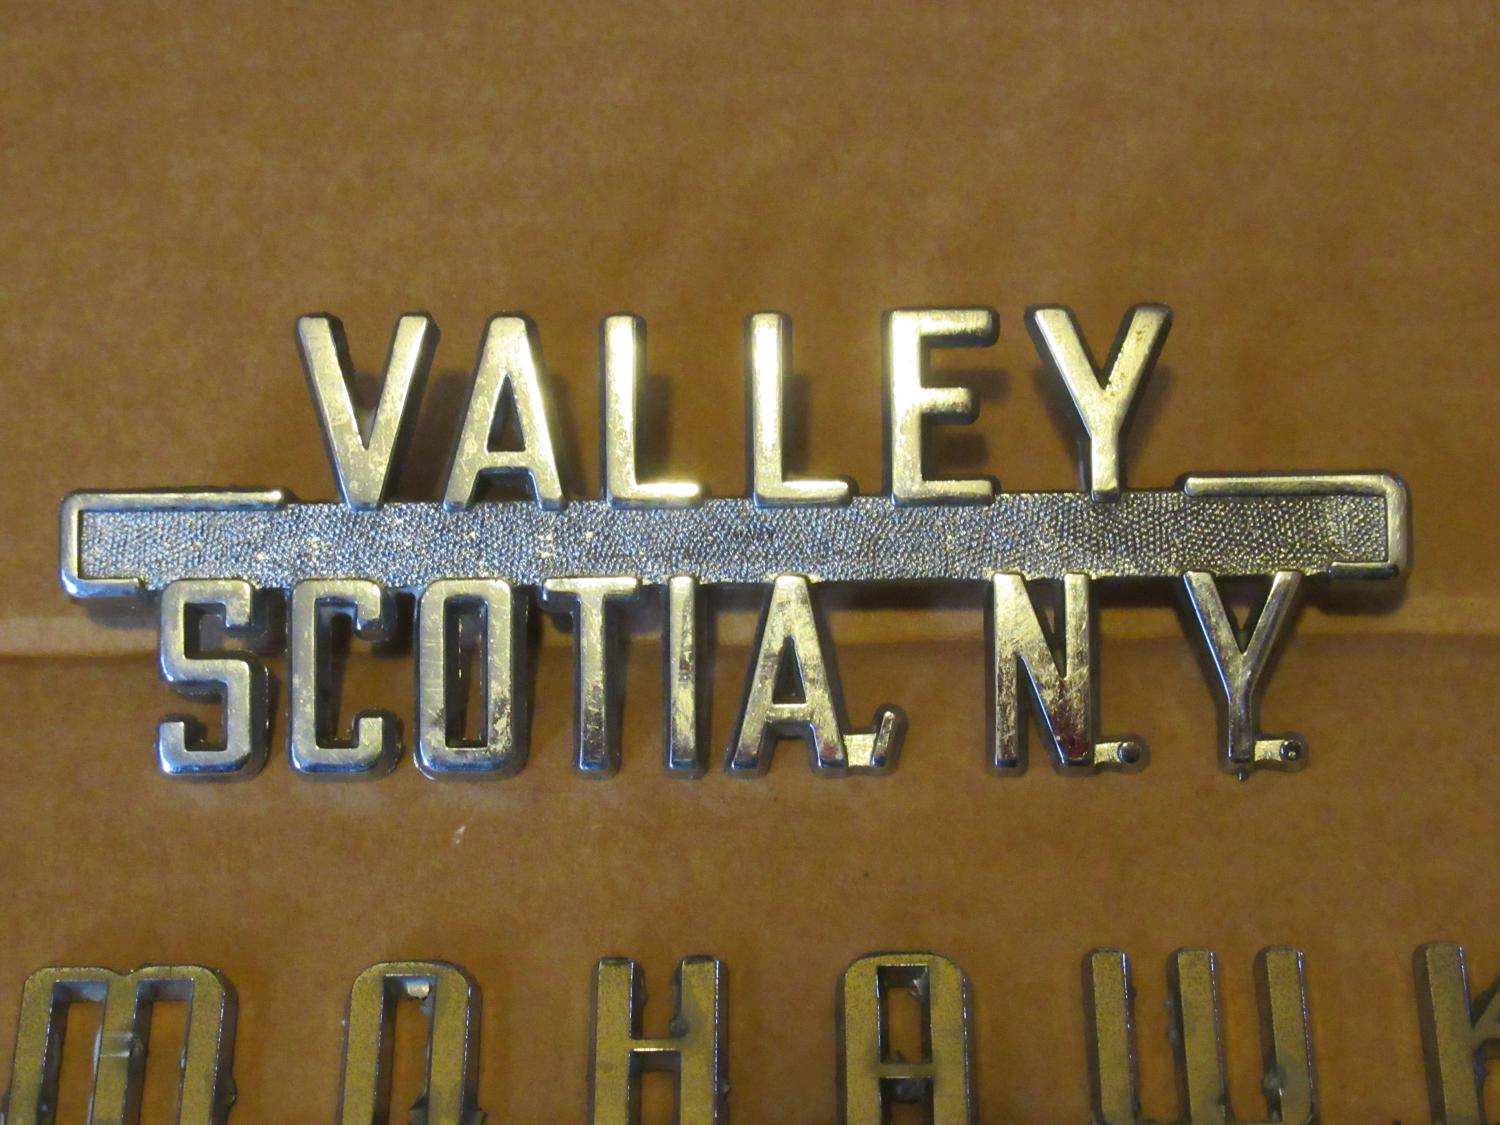 VALLEY
SCOTIA, N.Y.
MOHAWK